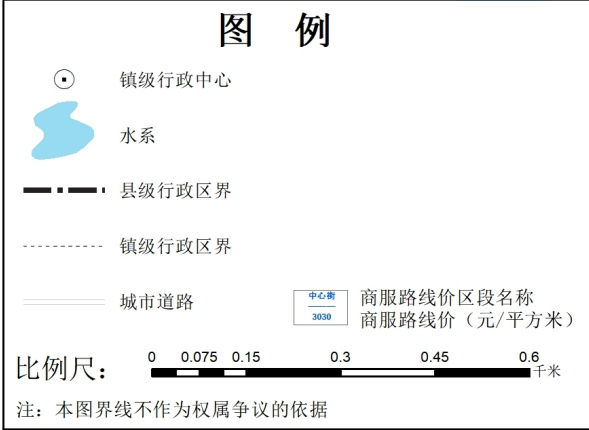 图 例
镇级行政中心
水系
县级行政区界
镇级行政区界
城市道路
中心街
3030
商服路线价区段名称
商服路线价（元/平方米）
比例尺：
0 0.075 0.15 0.3 0.45 0.6
千米
注：本图界线不作为权属争议的依据